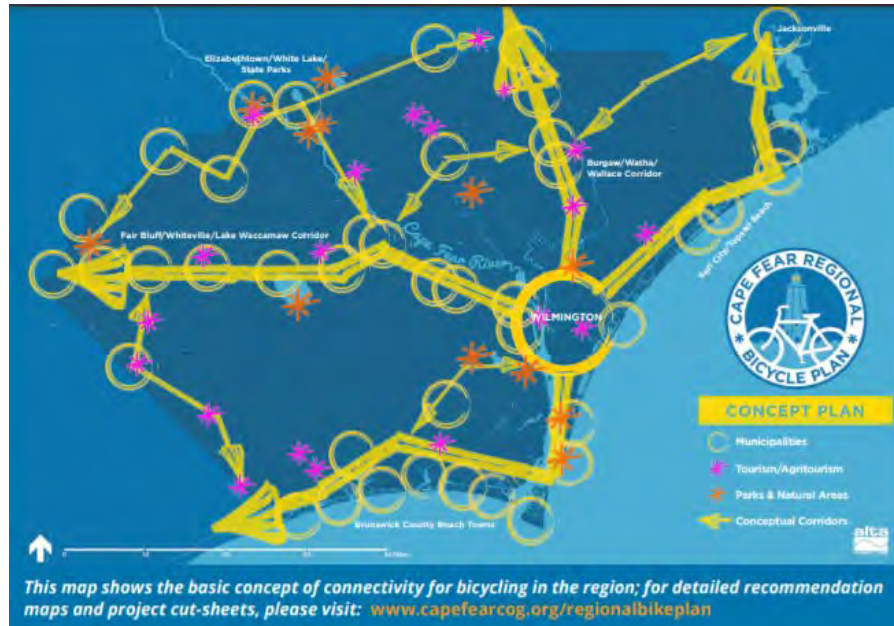 Jacksonville
Elizabethtown/White Lake/
State Parks
Burgaw/Watha/
Wallace Corridor
Fair Bluff/Whiteville/Lake Waccamaw Corridor
Cape Fear River
Surf City/Topsail Beach
WILMINGTON
CAPE FEAR REGIONAL
BICYCLE PLAN
CONCEPT PLAN
Municipalities
Tourism/Agritourism
Parks & Natural Areas
Conceptual Corridors
Brunswick County Beach Towns
alta
0
This map shows the basic concept of connectivity for bicycling in the region; for detailed recommendation
maps and project cut-sheets, please visit: www.capefearcog.org/regionalbikeplan